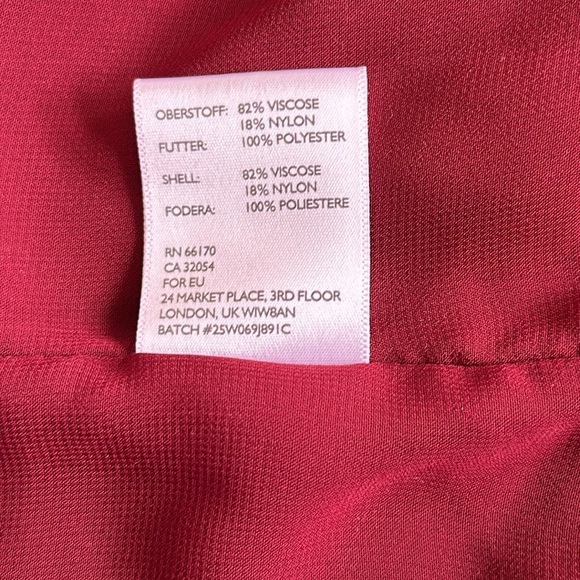 OBERSTOFF: 82% VISCOSE
18% NYLON
FUTTER: 100% POLYESTER
SHELL: 82% VISCOSE
18% NYLON
FODERA: 100% POLIESTERE
RN 66170
CA 32054
FOR EU
24 MARKET PLACE, 3RD FLOOR
LONDON, UK W1W8AN
BATCH #25W069J891C